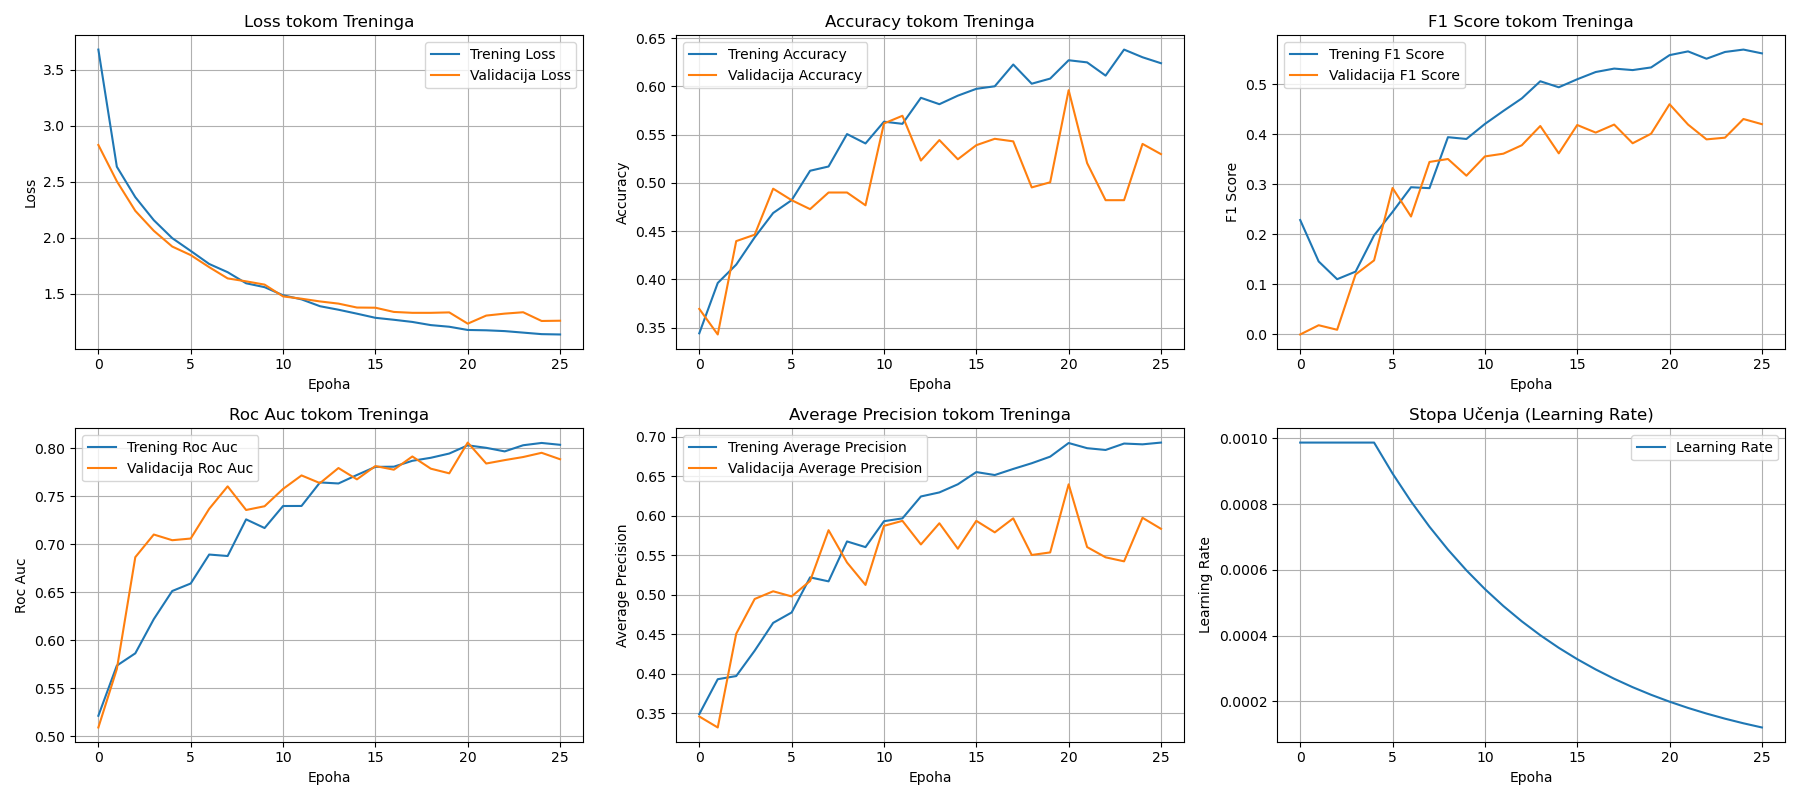 Loss tokom Treninga
Trening Loss
Validacija Loss
Loss
3.5
3.0
2.5
2.0
1.5
0 5 10 15 20 25
Epoha
Accuracy tokom Treninga
Trening Accuracy
Validacija Accuracy
Accuracy
0.65
0.60
0.55
0.50
0.45
0.40
0.35
0 5 10 15 20 25
Epoha
F1 Score tokom Treninga
Trening F1 Score
Validacija F1 Score
F1 Score
0.5
0.4
0.3
0.2
0.1
0.0
0 5 10 15 20 25
Epoha
Roc Auc tokom Treninga
Trening Roc Auc
Validacija Roc Auc
Roc Auc
0.80
0.75
0.70
0.65
0.60
0.55
0.50
0 5 10 15 20 25
Epoha
Average Precision tokom Treninga
Trening Average Precision
Validacija Average Precision
Average Precision
0.70
0.65
0.60
0.55
0.50
0.45
0.40
0.35
0 5 10 15 20 25
Epoha
Stopa Učenja (Learning Rate)
Learning Rate
Learning Rate
0.0010
0.0008
0.0006
0.0004
0.0002
0 5 10 15 20 25
Epoha